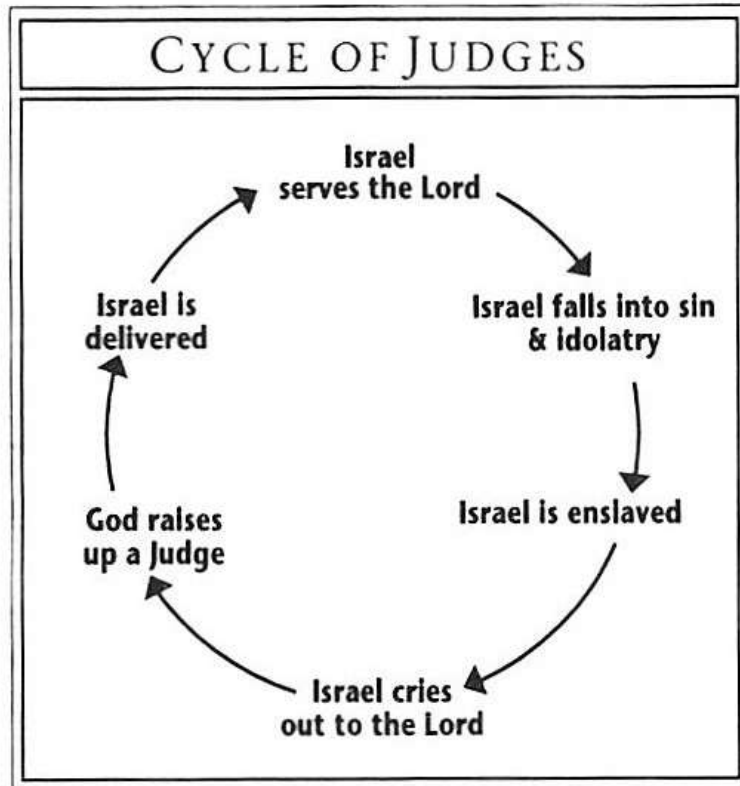 CYCLE OF JUDGES
Israel
serves the Lord
Israel falls into sin
& idolatry
Israel is enslaved
Israel cries
out to the Lord
God raises
up a Judge
Israel is
delivered